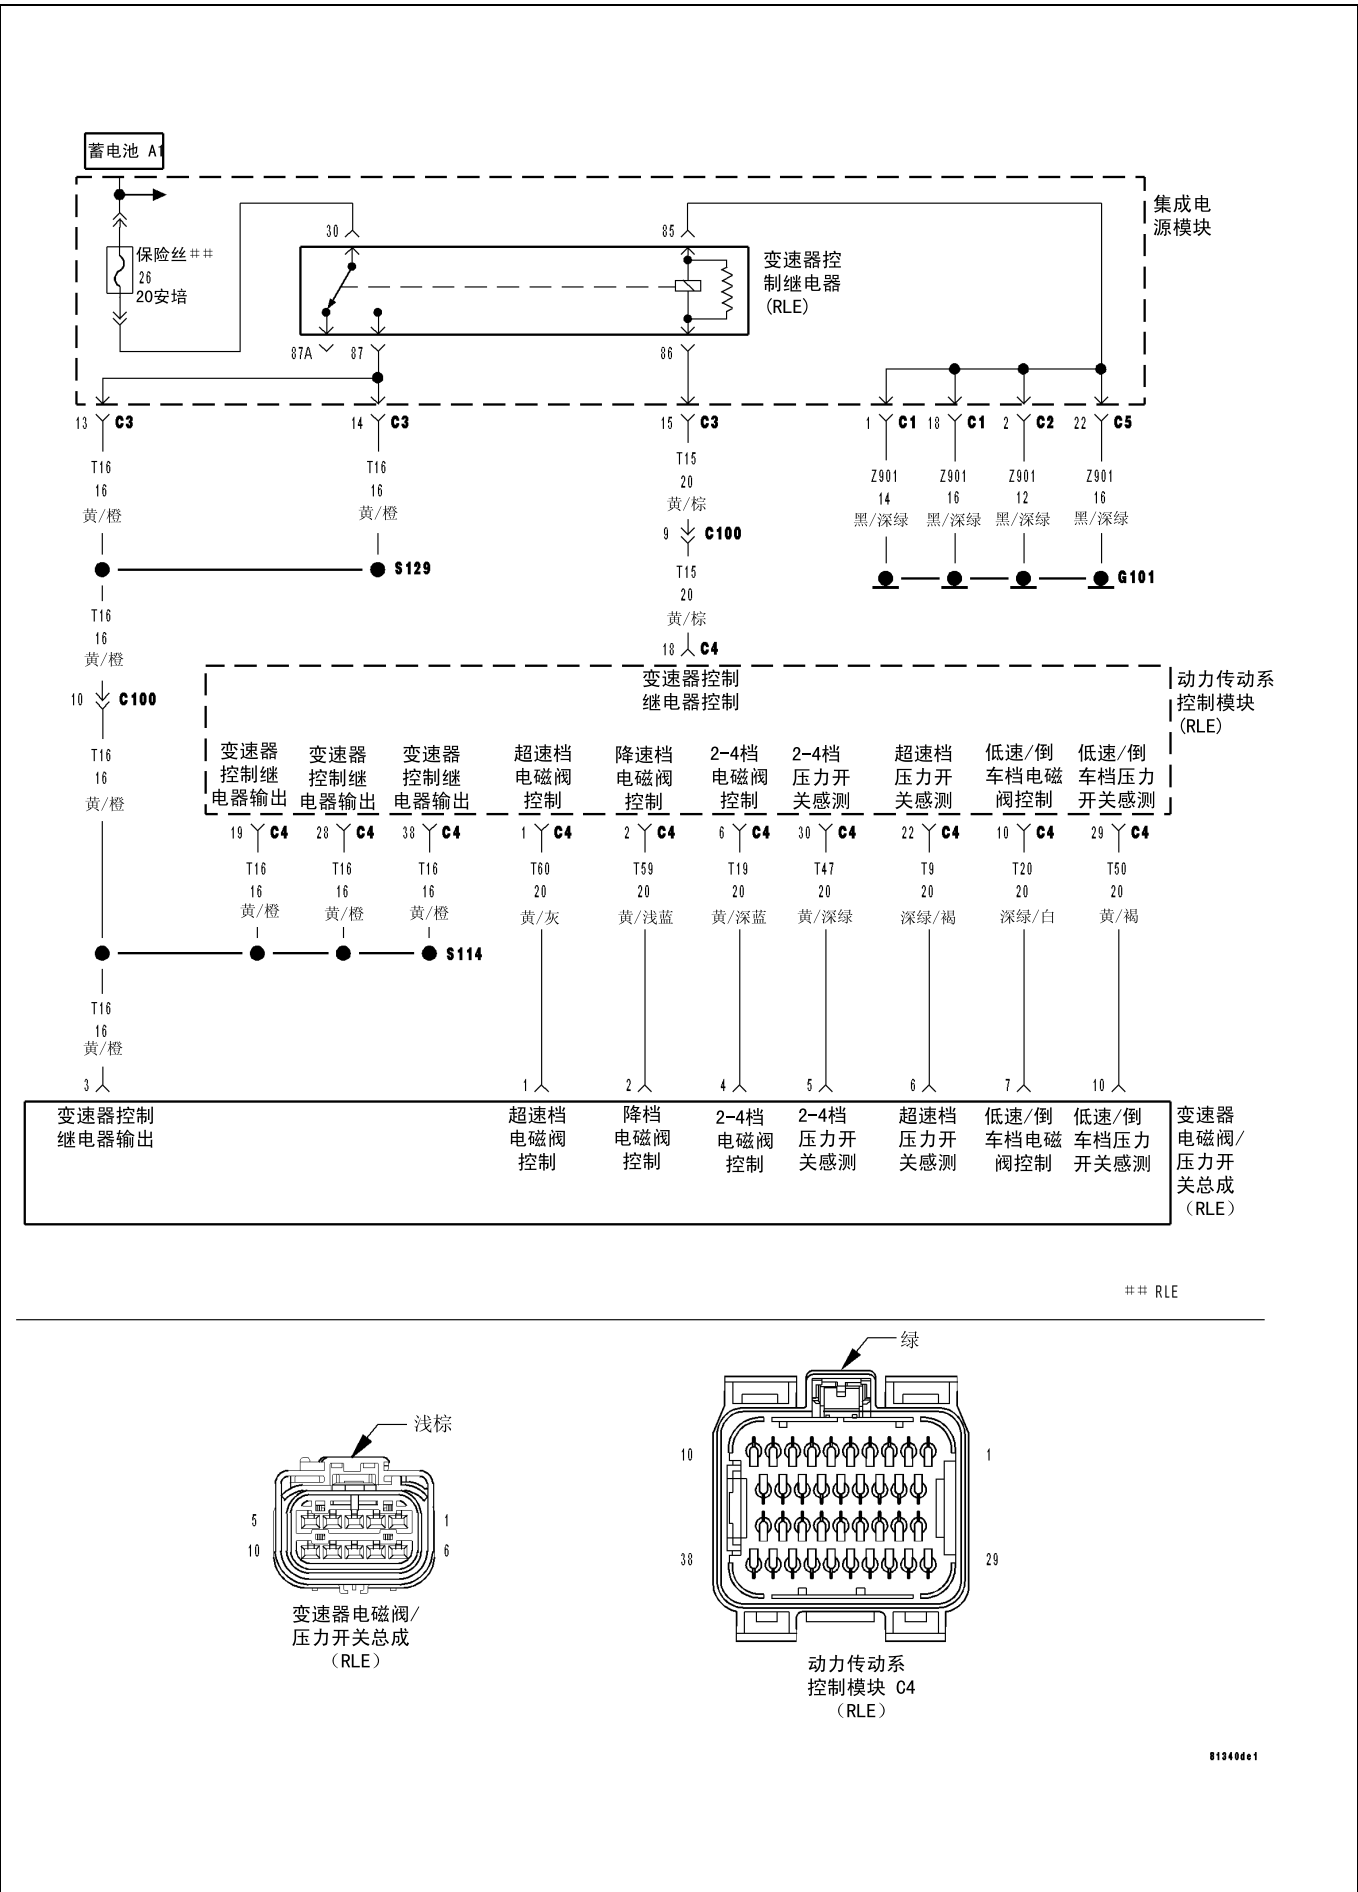 蓄电池 A1
集成电
源模块
保险丝##
26
20安培
30
85
变速器控
制继电器
(RLE)
87A
87
86
13 C3
14 C3
15 C3
1 C1
18 C1
2 C2
22 C5
T16
16
黄/橙
T16
16
黄/橙
T15
20
黄/棕
Z901
14
黑/深绿
Z901
16
黑/深绿
Z901
12
黑/深绿
Z901
16
黑/深绿
9 C100
S129
G101
T15
20
黄/棕
T16
16
黄/橙
18 C4
10 C100
变速器控制
继电器控制
动力传动系
控制模块
(RLE)
T16
16
黄/橙
变速器
控制继
电器输出
变速器
控制继
电器输出
变速器
控制继
电器输出
超速档
电磁阀
控制
降速档
电磁阀
控制
2-4档
电磁阀
控制
2-4档
压力开
关感测
超速档
压力开
关感测
低速/倒
车档电磁
阀控制
低速/倒
车档压力
开关感测
19 C4
28 C4
38 C4
1 C4
2 C4
6 C4
30 C4
22 C4
10 C4
29 C4
T16
16
黄/橙
T16
16
黄/橙
T16
16
黄/橙
T60
20
黄/灰
T59
20
黄/浅蓝
T19
20
黄/深蓝
T47
20
黄/深绿
T9
20
深绿/褐
T20
20
深绿/白
T50
20
黄/褐
S114
T16
16
黄/橙
3
1
2
4
5
6
7
10
变速器控制
继电器输出
超速档
电磁阀
控制
降档
电磁阀
控制
2-4档
电磁阀
控制
2-4档
压力开
关感测
超速档
压力开
关感测
低速/倒
车档电磁
阀控制
低速/倒
车档压力
开关感测
变速器
电磁阀/
压力开
关总成
(RLE)
## RLE
浅棕
5
1
10
6
变速器电磁阀/
压力开关总成
(RLE)
绿
10
1
38
29
动力传动系
控制模块 C4
(RLE)
81340de1